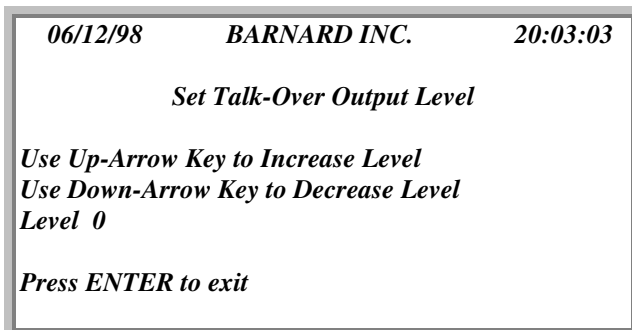 06/12/98 BARNARD INC. 20:03:03
Set Talk-Over Output Level
Use Up-Arrow Key to Increase Level
Use Down-Arrow Key to Decrease Level
Level 0
Press ENTER to exit